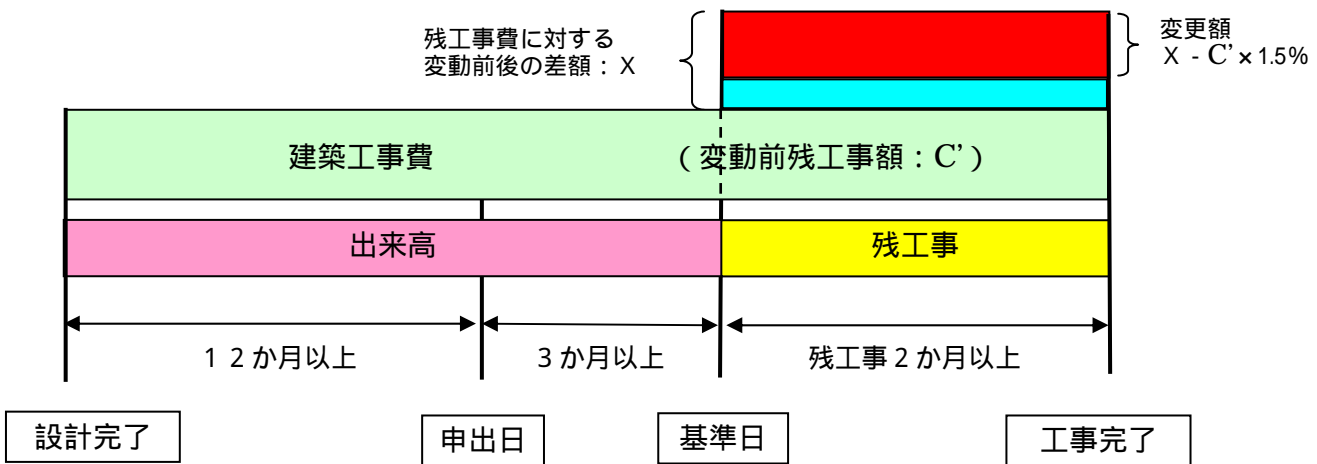 残工事費に対する
変動前後の差額：X
変更額
X - C’×1.5%
建築工事費
（変動前残工事額：C’）
出来高
残工事
１２か月以上
３か月以上
残工事２か月以上
設計完了
申出日
基準日
工事完了